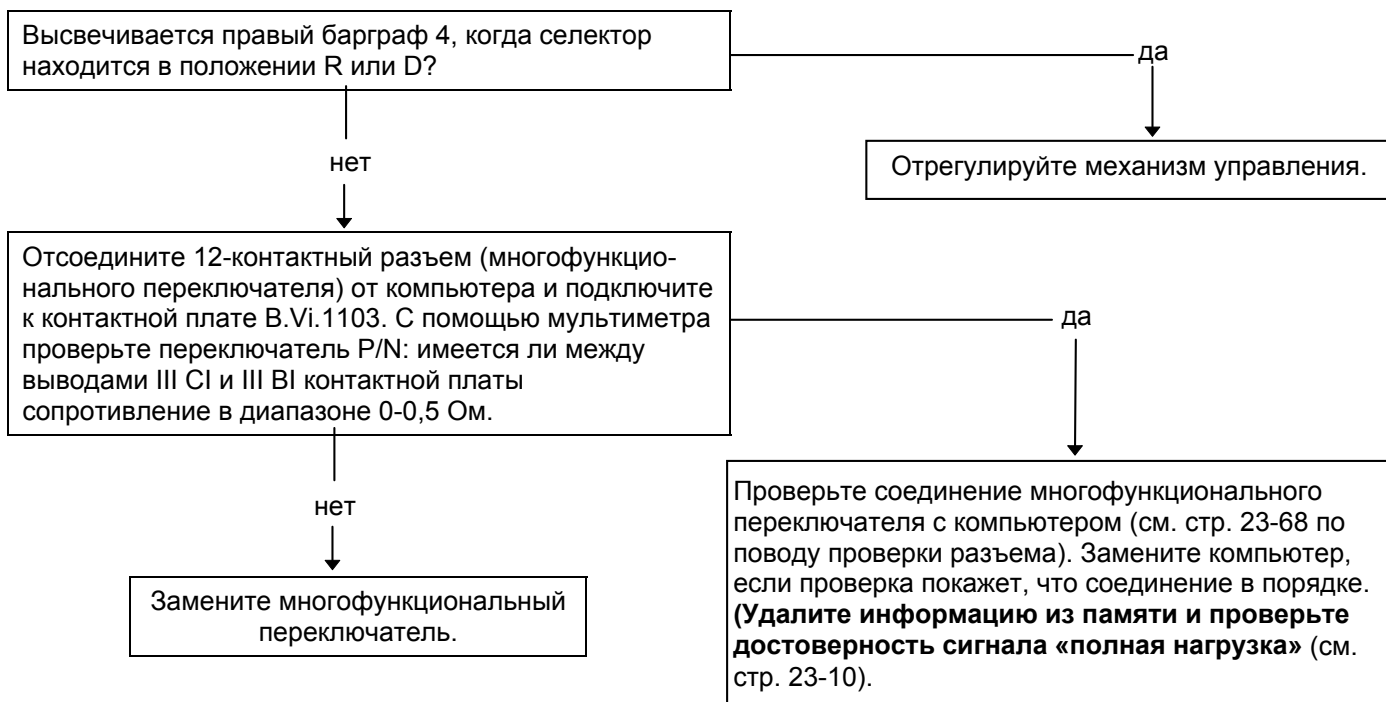 Высвечивается правый барграф 4, когда селектор
находится в положении R или D?
да
нет
Отрегулируйте механизм управления.
Отсоедините 12-контактный разъем (многофункцио-
нального переключателя) от компьютера и подключите
к контактной плате B.Vi.1103. С помощью мультиметра
проверьте переключатель P/N: имеется ли между
выводами III CI и III BI контактной платы
сопротивление в диапазоне 0-0,5 Ом.
да
нет
Проверьте соединение многофункционального
переключателя с компьютером (см. стр. 23-68 по
поводу проверки разъема). Замените компьютер,
если проверка покажет, что соединение в порядке.
(Удалите информацию из памяти и проверьте
достоверность сигнала «полная нагрузка» (см.
стр. 23-10).
Замените многофункциональный
переключатель.